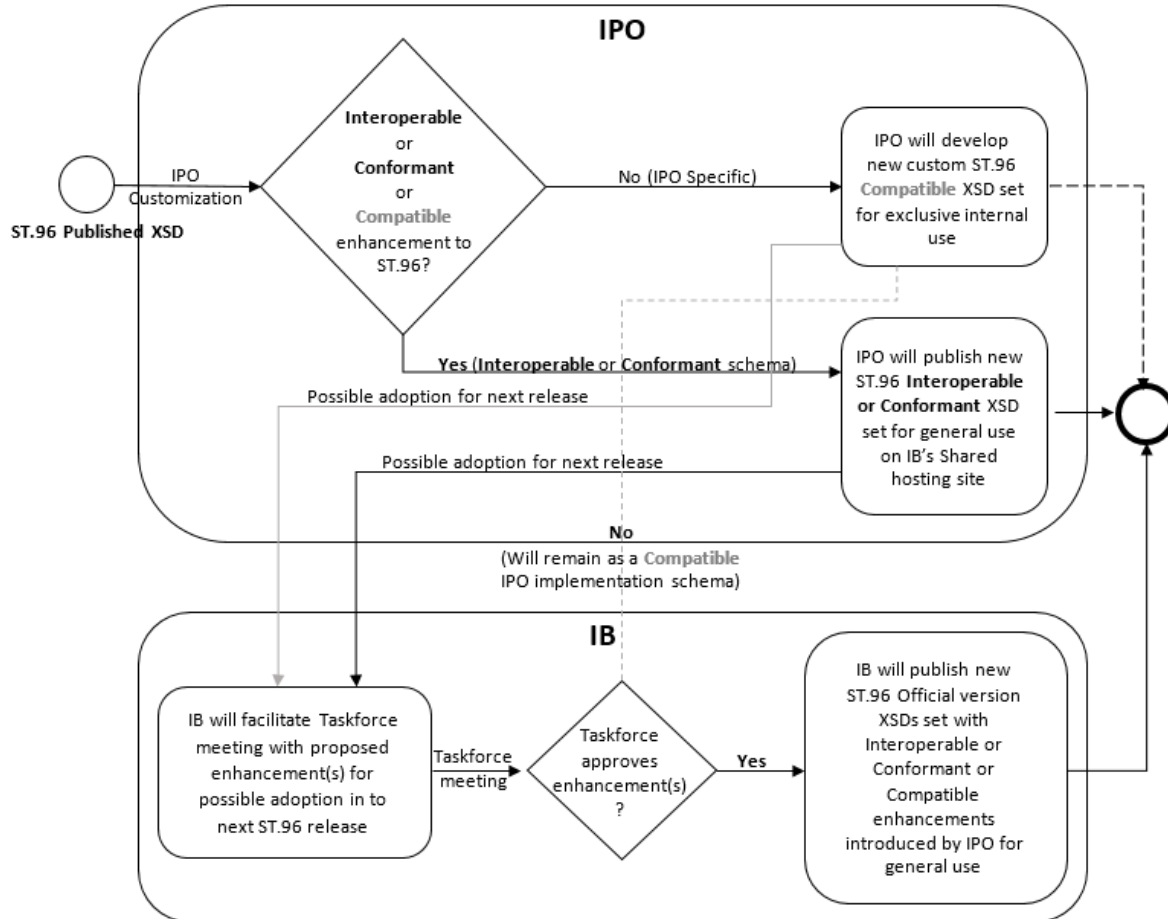 IPO
Interoperable
or
Conformant
or
Compatible
enhancement to
ST.96?
IPO
Customization
ST.96 Published XSD
No (IPO Specific)
IPO will develop
new custom ST.96
Compatible XSD set
for exclusive internal
use
Yes (Interoperable or Conformant schema)
IPO will publish new
ST.96 Interoperable
or Conformant XSD
set for general use
on IB's Shared
hosting site
Possible adoption for next release
Possible adoption for next release
No
(Will remain as a Compatible
IPO implementation schema)
IB
IB will facilitate Taskforce
meeting with proposed
enhancement(s) for
possible adoption in to
next ST.96 release
Taskforce
meeting
Taskforce
approves
enhancement(s)
?
Yes
IB will publish new
ST.96 Official version
XSDs set with
Interoperable or
Conformant or
Compatible
enhancements
introduced by IPO for
general use